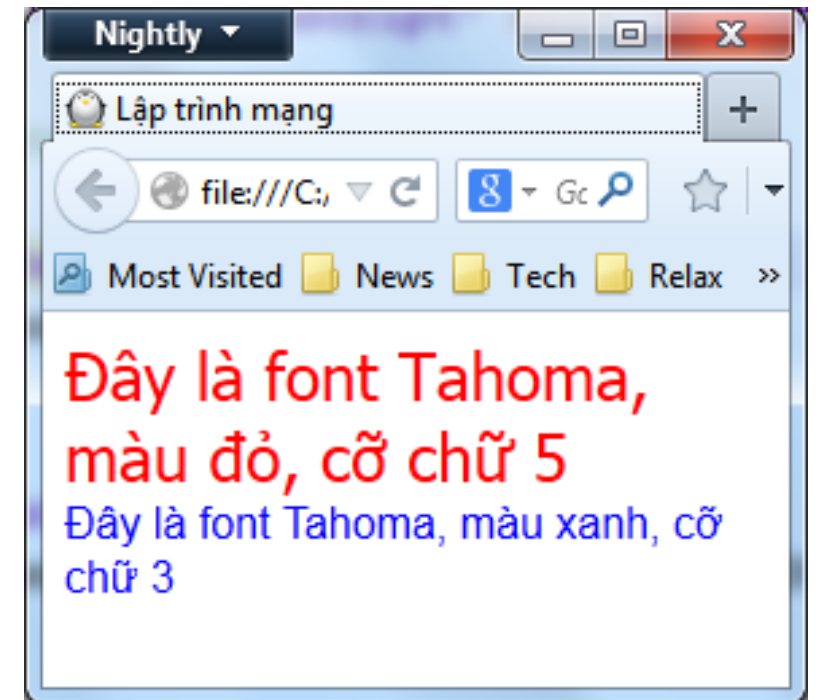 Nightly
Lập trình mạng
file:///C:/ Go
Most Visited News Tech Relax
Đây là font Tahoma,
màu đỏ, cỡ chữ 5
Đây là font Tahoma, màu xanh, cỡ
chữ 3